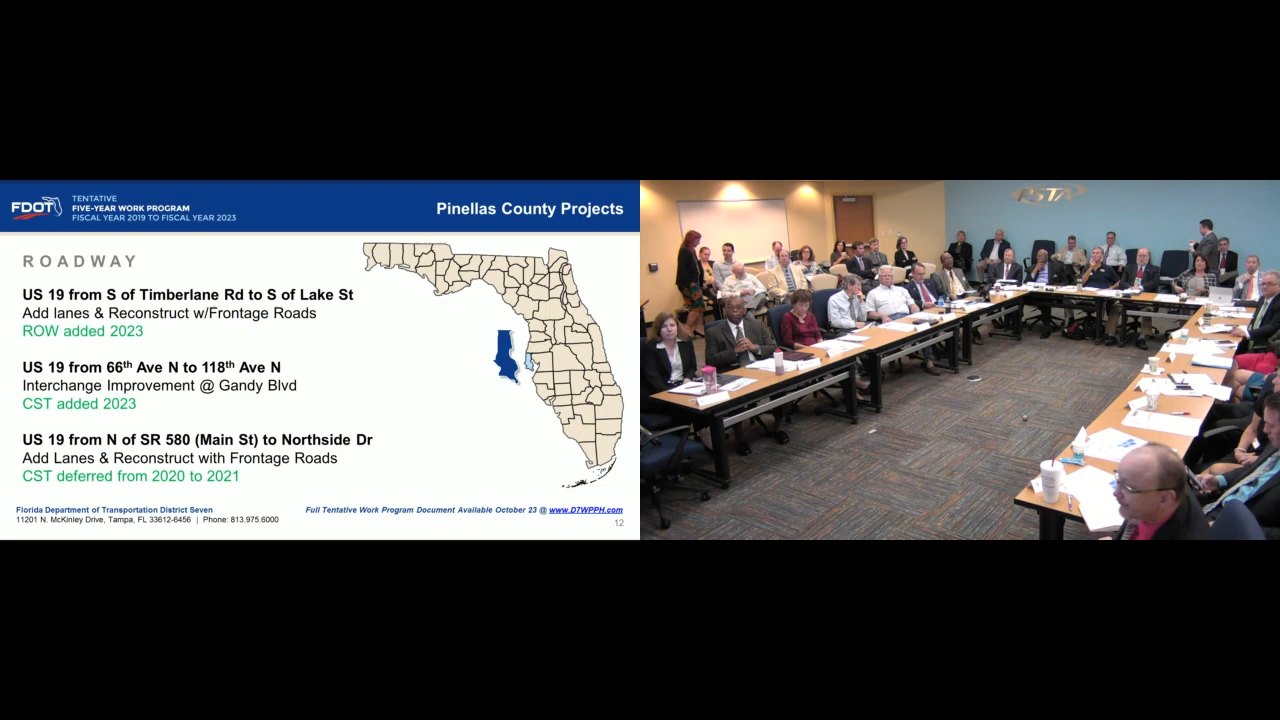 FDOT
TENTATIVE
FIVE-YEAR WORK PROGRAM
FISCAL YEAR 2019 TO FISCAL YEAR 2023
Pinellas County Projects
ROADWAY
US 19 from S of Timberlane Rd to S of Lake St
Add lanes & Reconstruct w/Frontage Roads
ROW added 2023
US 19 from 66th Ave N to 118th Ave N
Interchange Improvement @ Gandy Blvd
CST added 2023
US 19 from N of SR 580 (Main St) to Northside Dr
Add Lanes & Reconstruct with Frontage Roads
CST deferred from 2020 to 2021
Florida Department of Transportation District Seven
11201 N. McKinley Drive, Tampa, FL 33612-6456 | Phone: 813.975.6000
Full Tentative Work Program Document Available October 23 @ www.D7WPPH.com
12
PSTA